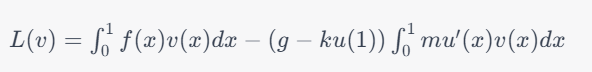 L(v) = ∫₀¹ f(x)v(x)dx − (g − ku(1)) ∫₀¹ mu′(x)v(x)dx